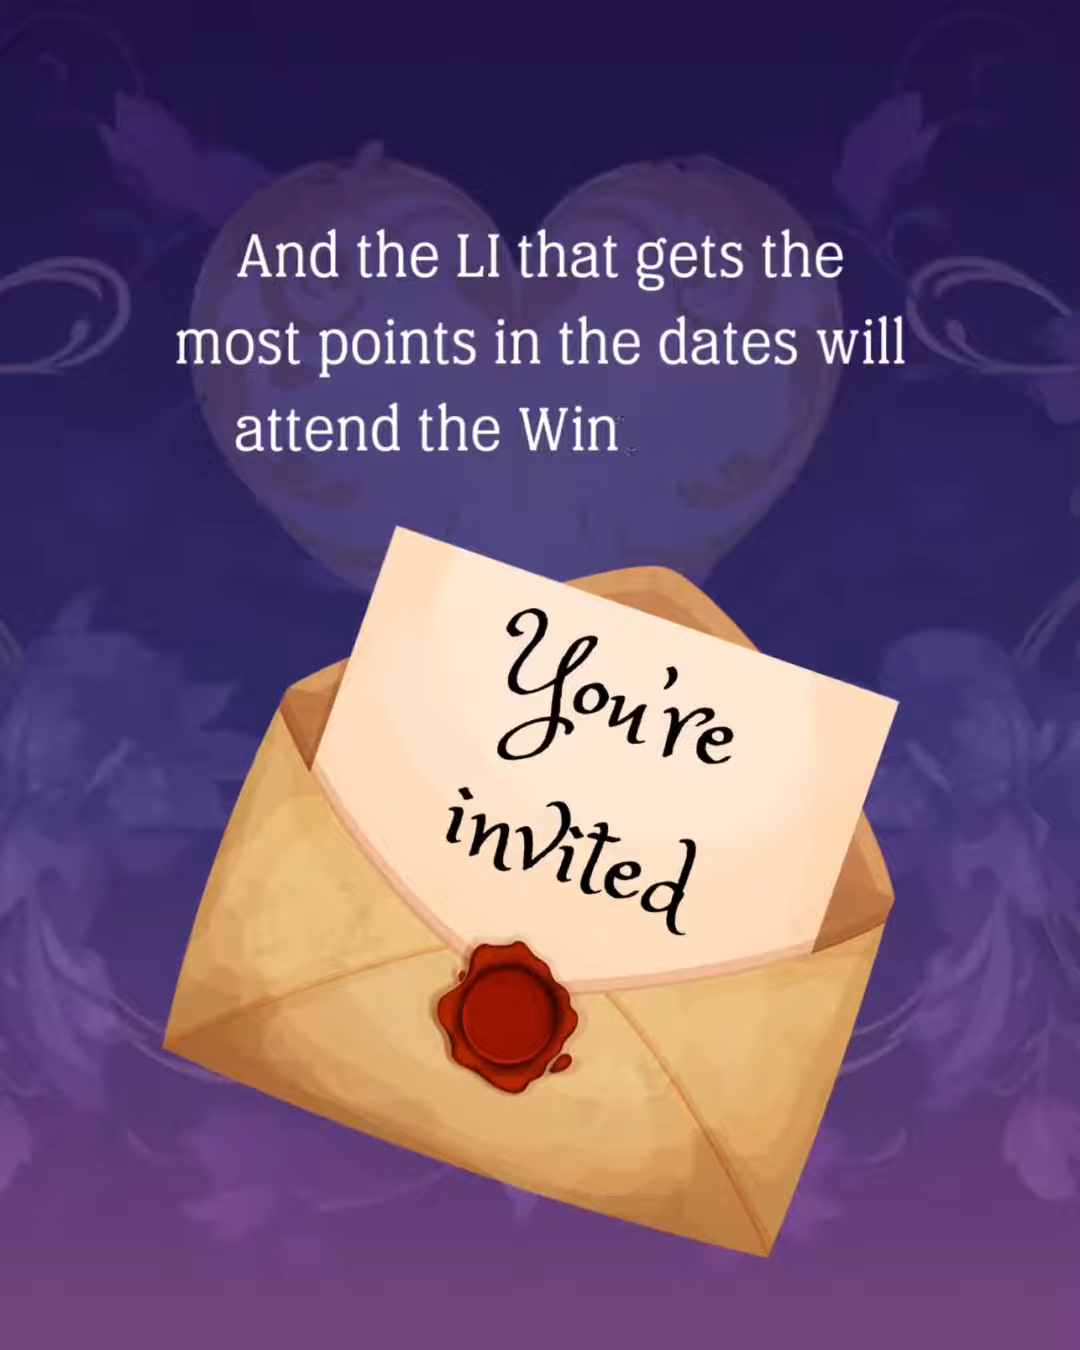 And the LI that gets the
most points in the dates will
attend the Win
You're
invited